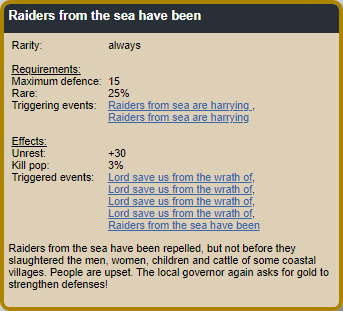 Raiders from the sea have been
Rarity: always
Requirements:
Maximum defence: 15
Rare: 25%
Triggering events: Raiders from sea are harrying ,
Raiders from sea are harrying
Effects:
Unrest: +30
Kill pop: 3%
Triggered events: Lord save us from the wrath of,
Lord save us from the wrath of,
Lord save us from the wrath of,
Lord save us from the wrath of,
Raiders from the sea have been
Raiders from the sea have been repelled, but not before they
slaughtered the men, women, children and cattle of some coastal
villages. People are upset. The local governor again asks for gold to
strengthen defenses!